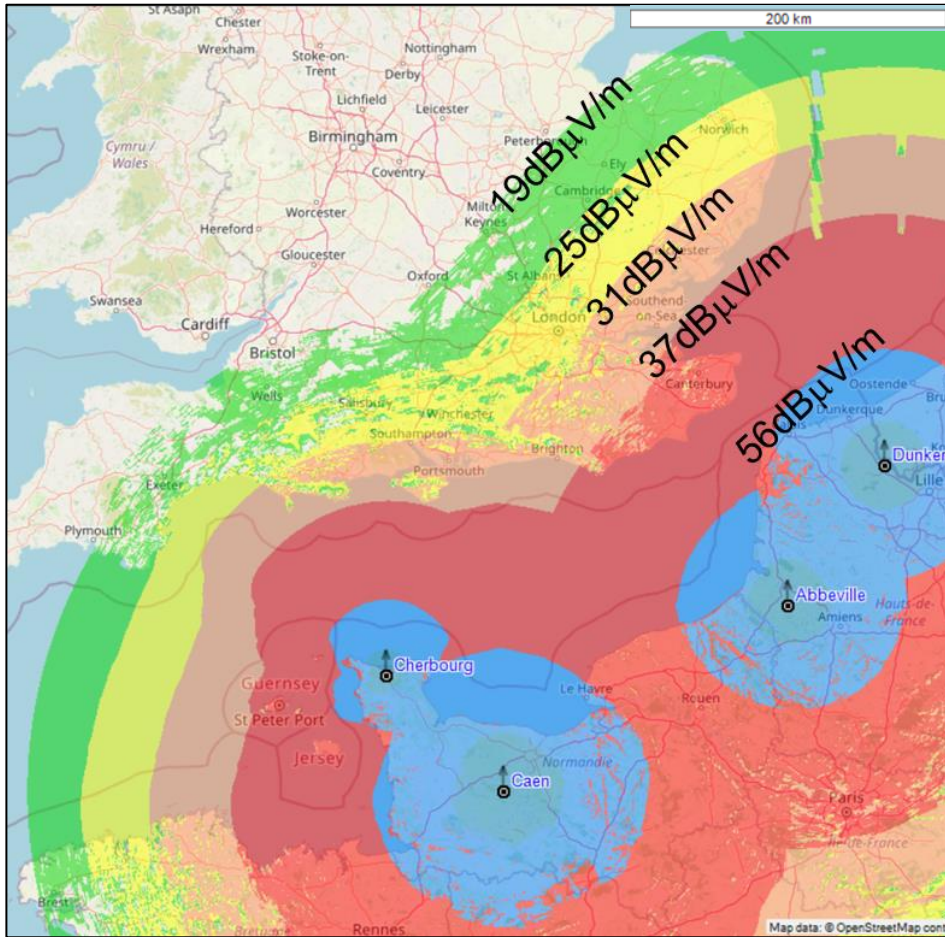 St Asaph
Chester
200 km
Wrexham
Stoke-on-
Trent
Nottingham
Derby
Lichfield
Leicester
Norwich
Peterbor
Cymru /
Wales
Birmingham
Coventry
Ely
Cambridge
Worcester
Milton
Keynes
Hereford
Gloucester
Colchester
Oxford
St Albans
Southend-
on-Sea
Swansea
London
Cardiff
Bristol
Canterbury
Wells
Salisbury
Winchester
Southampton
Brighton
Portsmouth
Exeter
Plymouth
19dBµV/m
25dBµV/m
31dBµV/m
37dBµV/m
56dBµV/m
Oostende
Dunkerque
Dunker
Lille
Abbeville
Amiens
Hauts-de-
France
Cherbourg
Guernsey
St Peter Port
Le Havre
Rouen
Jersey
Normandie
Caen
Paris
Île-de-France
Brest
Bretagne
Rennes
Map data: © OpenStreetMap cont